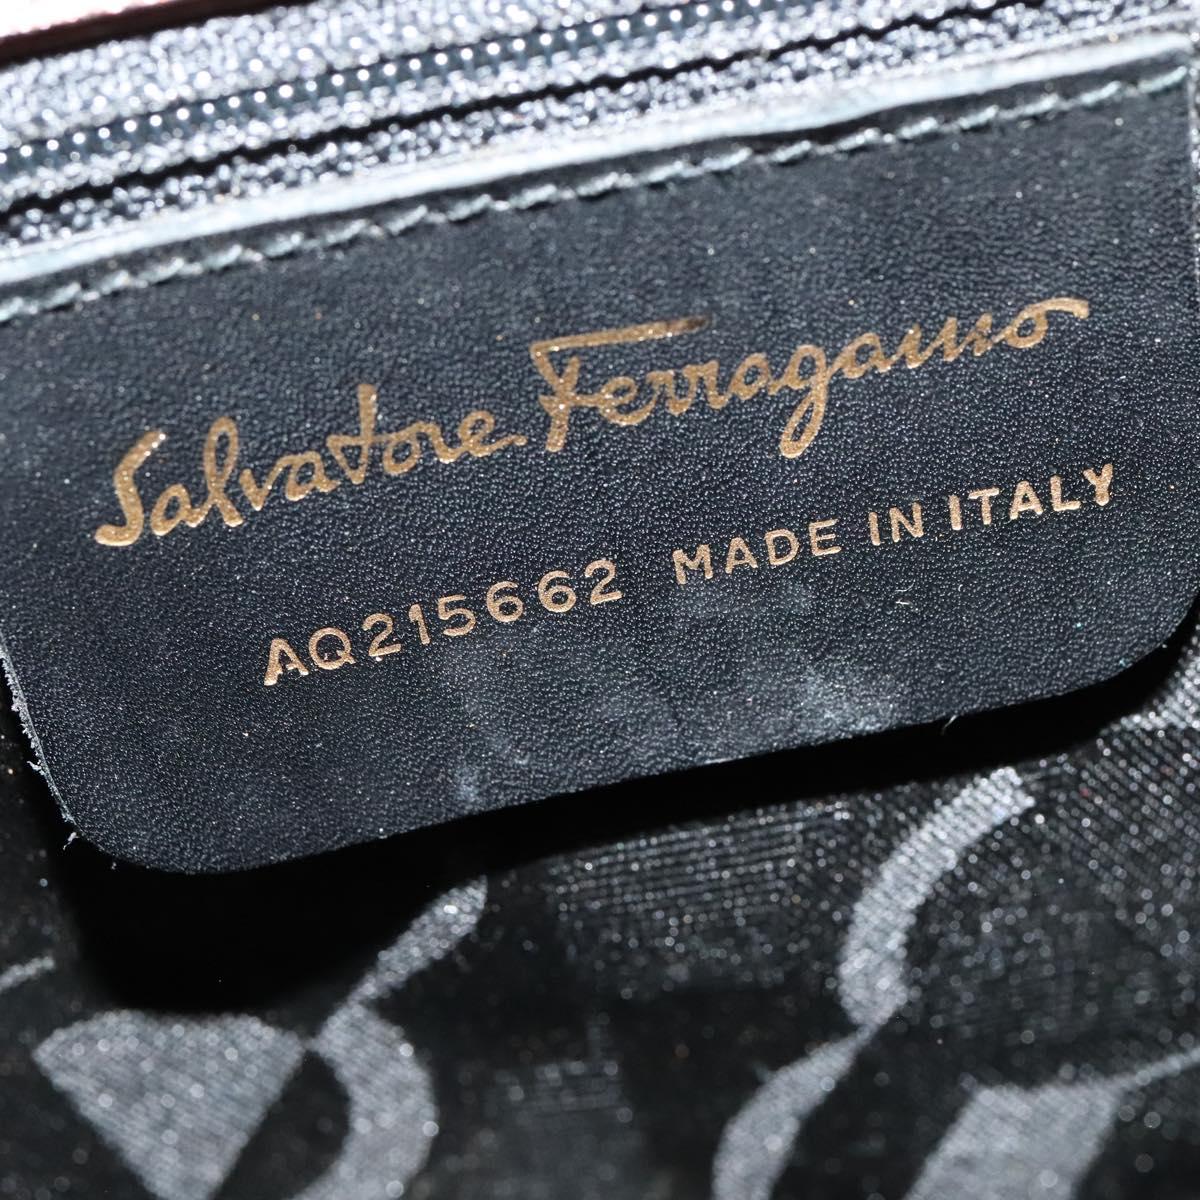 Salvatore Ferragamo
AQ215662 MADE IN ITALY